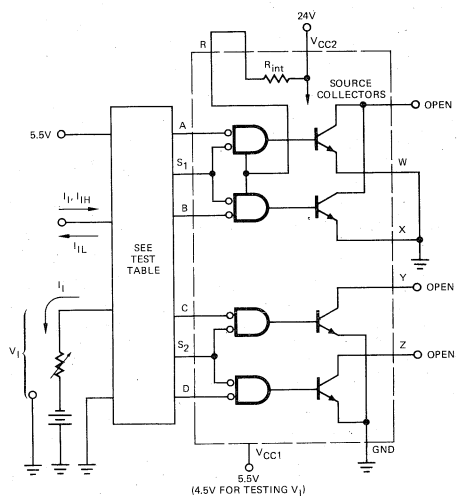 24V
R
VCC2
Rint
SOURCE
COLLECTORS
OPEN
5.5V
A
W
S1
II, IIH
B
X
IIL
SEE
TEST
TABLE
Y
OPEN
II
C
Z
VI
S2
OPEN
D
GND
VCC1
5.5V
(4.5V FOR TESTING VI)